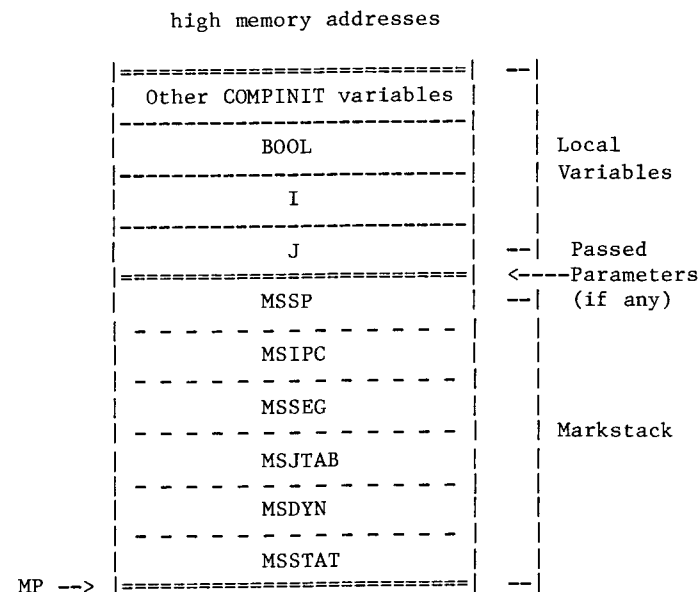 high memory addresses
Other COMPINIT variables
BOOL
Local
Variables
I
J
Passed
<-----Parameters
MSSP
(if any)
MSIPC
MSSEG
Markstack
MSJTAB
MSDYN
MSSTAT
MP -->